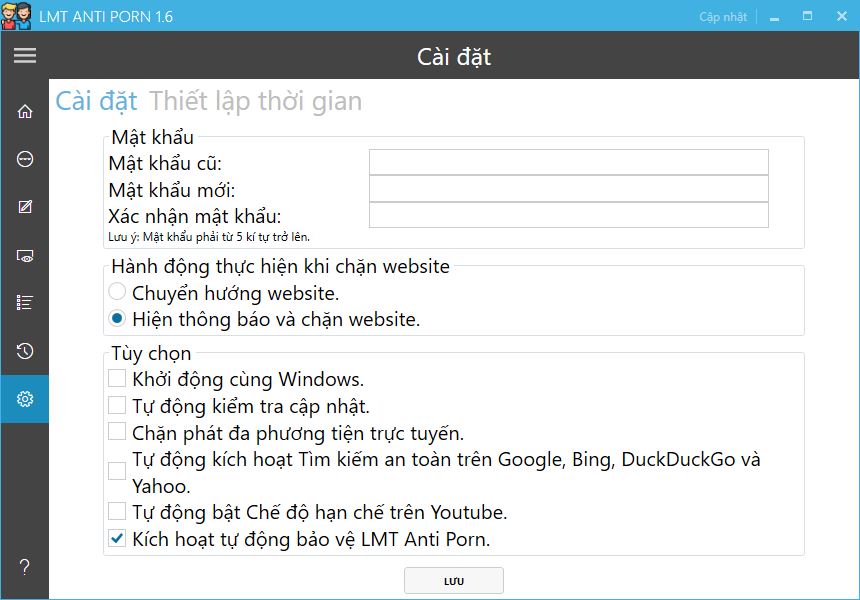 LMT ANTI PORN 1.6
Cập nhật
Cài đặt
Cài đặt Thiết lập thời gian
Mật khẩu
Mật khẩu cũ:
Mật khẩu mới:
Xác nhận mật khẩu:
Lưu ý: Mật khẩu phải từ 5 kí tự trở lên.
Hành động thực hiện khi chặn website
Chuyển hướng website.
Hiện thông báo và chặn website.
Tùy chọn
Khởi động cùng Windows.
Tự động kiểm tra cập nhật.
Chặn phát đa phương tiện trực tuyến.
Tự động kích hoạt Tìm kiếm an toàn trên Google, Bing, DuckDuckGo và
Yahoo.
Tự động bật Chế độ hạn chế trên Youtube.
Kích hoạt tự động bảo vệ LMT Anti Porn.
?
LƯU